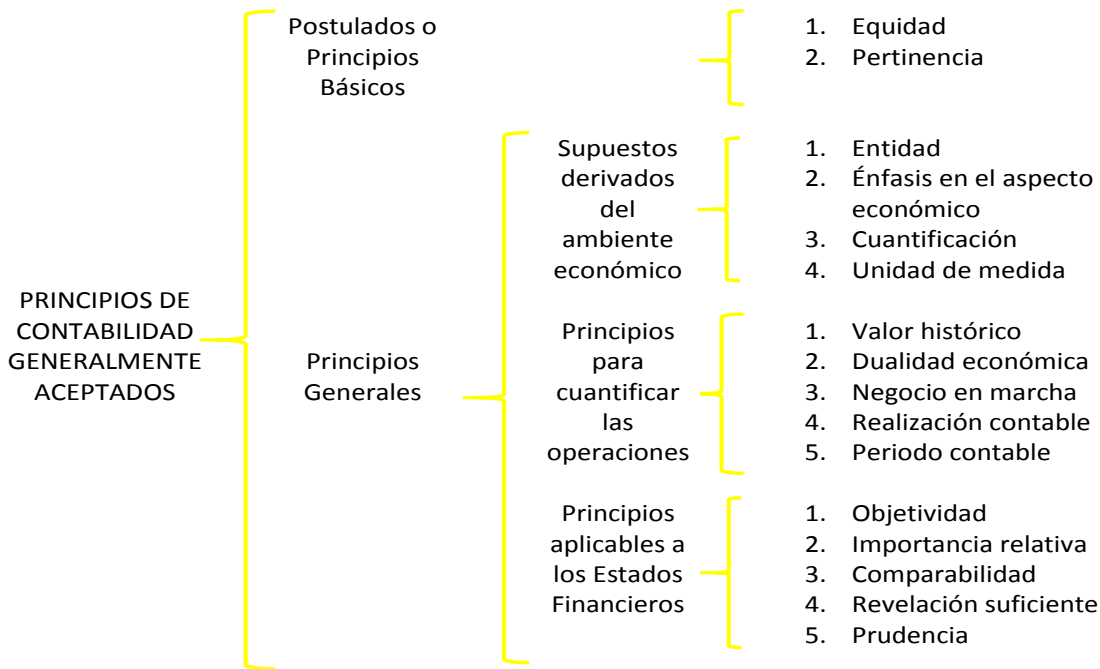 PRINCIPIOS DE
CONTABILIDAD
GENERALMENTE
ACEPTADOS
Postulados o
Principios
Básicos
1. Equidad
2. Pertinencia
Principios
Generales
Supuestos
derivados
del
ambiente
económico
1. Entidad
2. Énfasis en el aspecto
económico
3. Cuantificación
4. Unidad de medida
Principios
para
cuantificar
las
operaciones
1. Valor histórico
2. Dualidad económica
3. Negocio en marcha
4. Realización contable
5. Periodo contable
Principios
aplicables a
los Estados
Financieros
1. Objetividad
2. Importancia relativa
3. Comparabilidad
4. Revelación suficiente
5. Prudencia